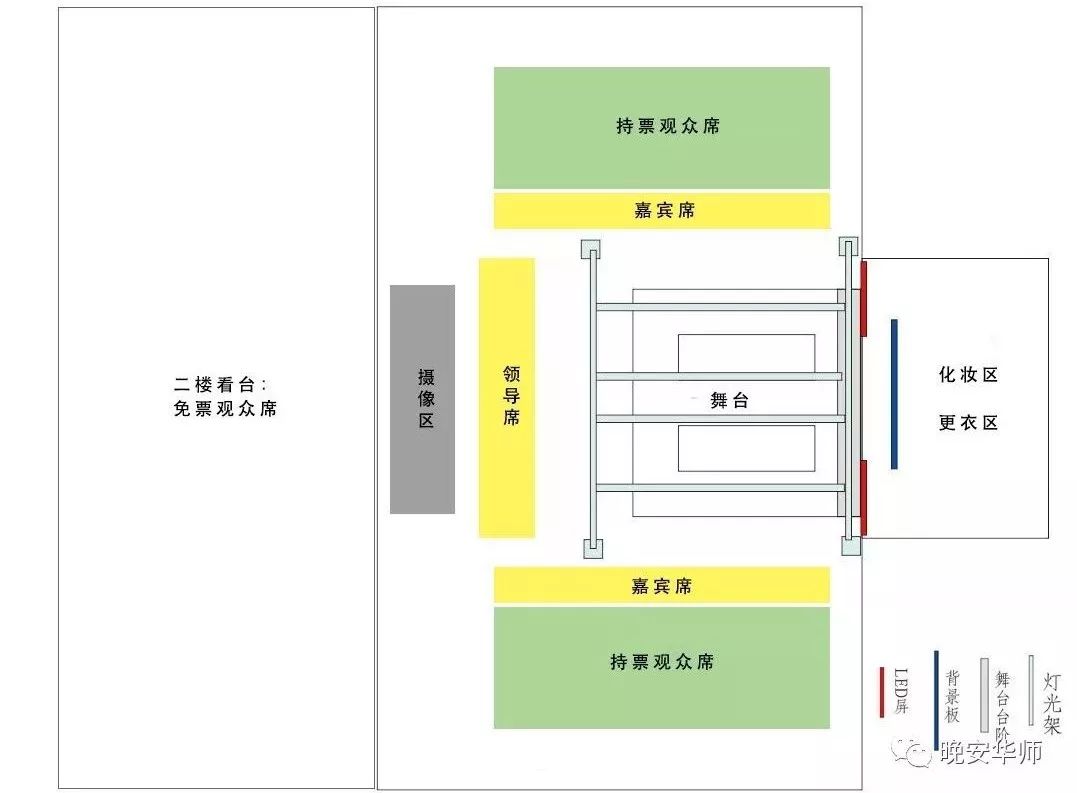 持票观众席
嘉宾席
二楼看台：
免票观众席
摄像区
领导席
舞台
化妆区
更衣区
嘉宾席
持票观众席
LED屏
背景板
舞台台阶
灯光架
晚安华师